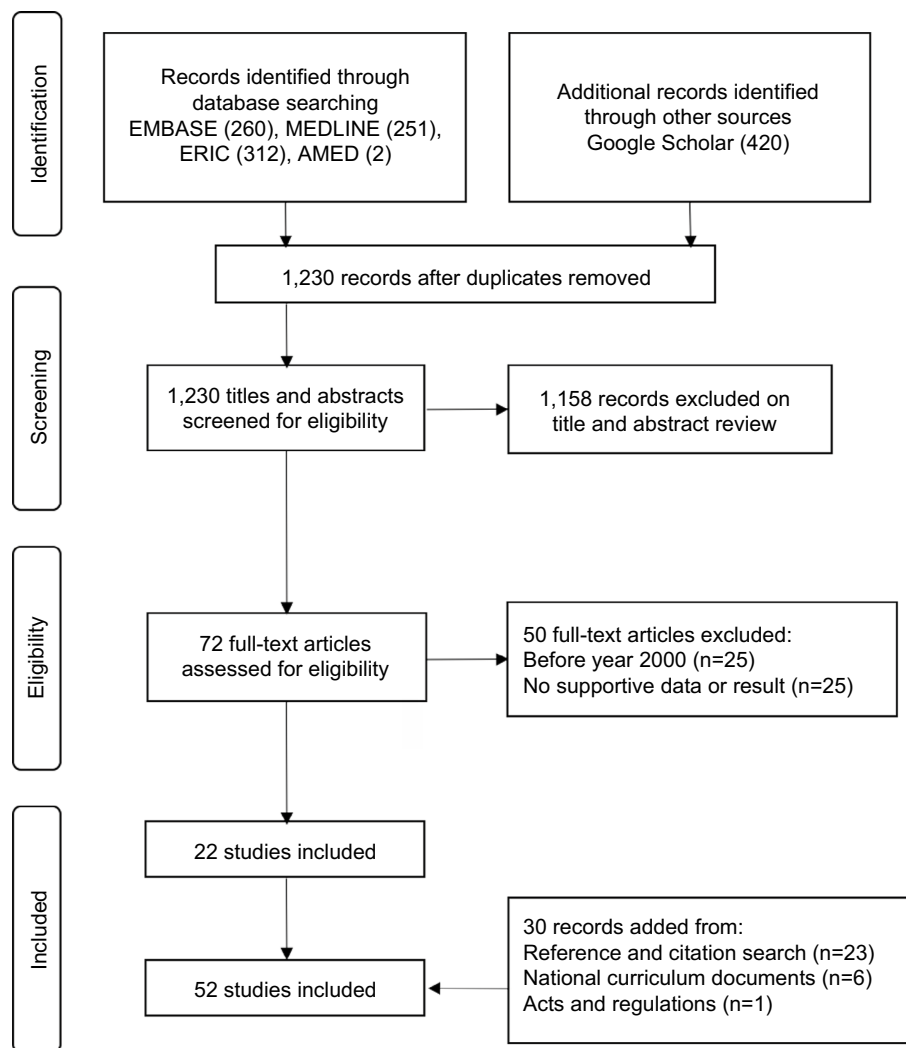 Identification
Records identified through
database searching
EMBASE (260), MEDLINE (251),
ERIC (312), AMED (2)
Additional records identified
through other sources
Google Scholar (420)
1,230 records after duplicates removed
Screening
1,230 titles and abstracts
screened for eligibility
1,158 records excluded on
title and abstract review
Eligibility
72 full-text articles
assessed for eligibility
50 full-text articles excluded:
Before year 2000 (n=25)
No supportive data or result (n=25)
Included
22 studies included
30 records added from:
Reference and citation search (n=23)
National curriculum documents (n=6)
Acts and regulations (n=1)
52 studies included